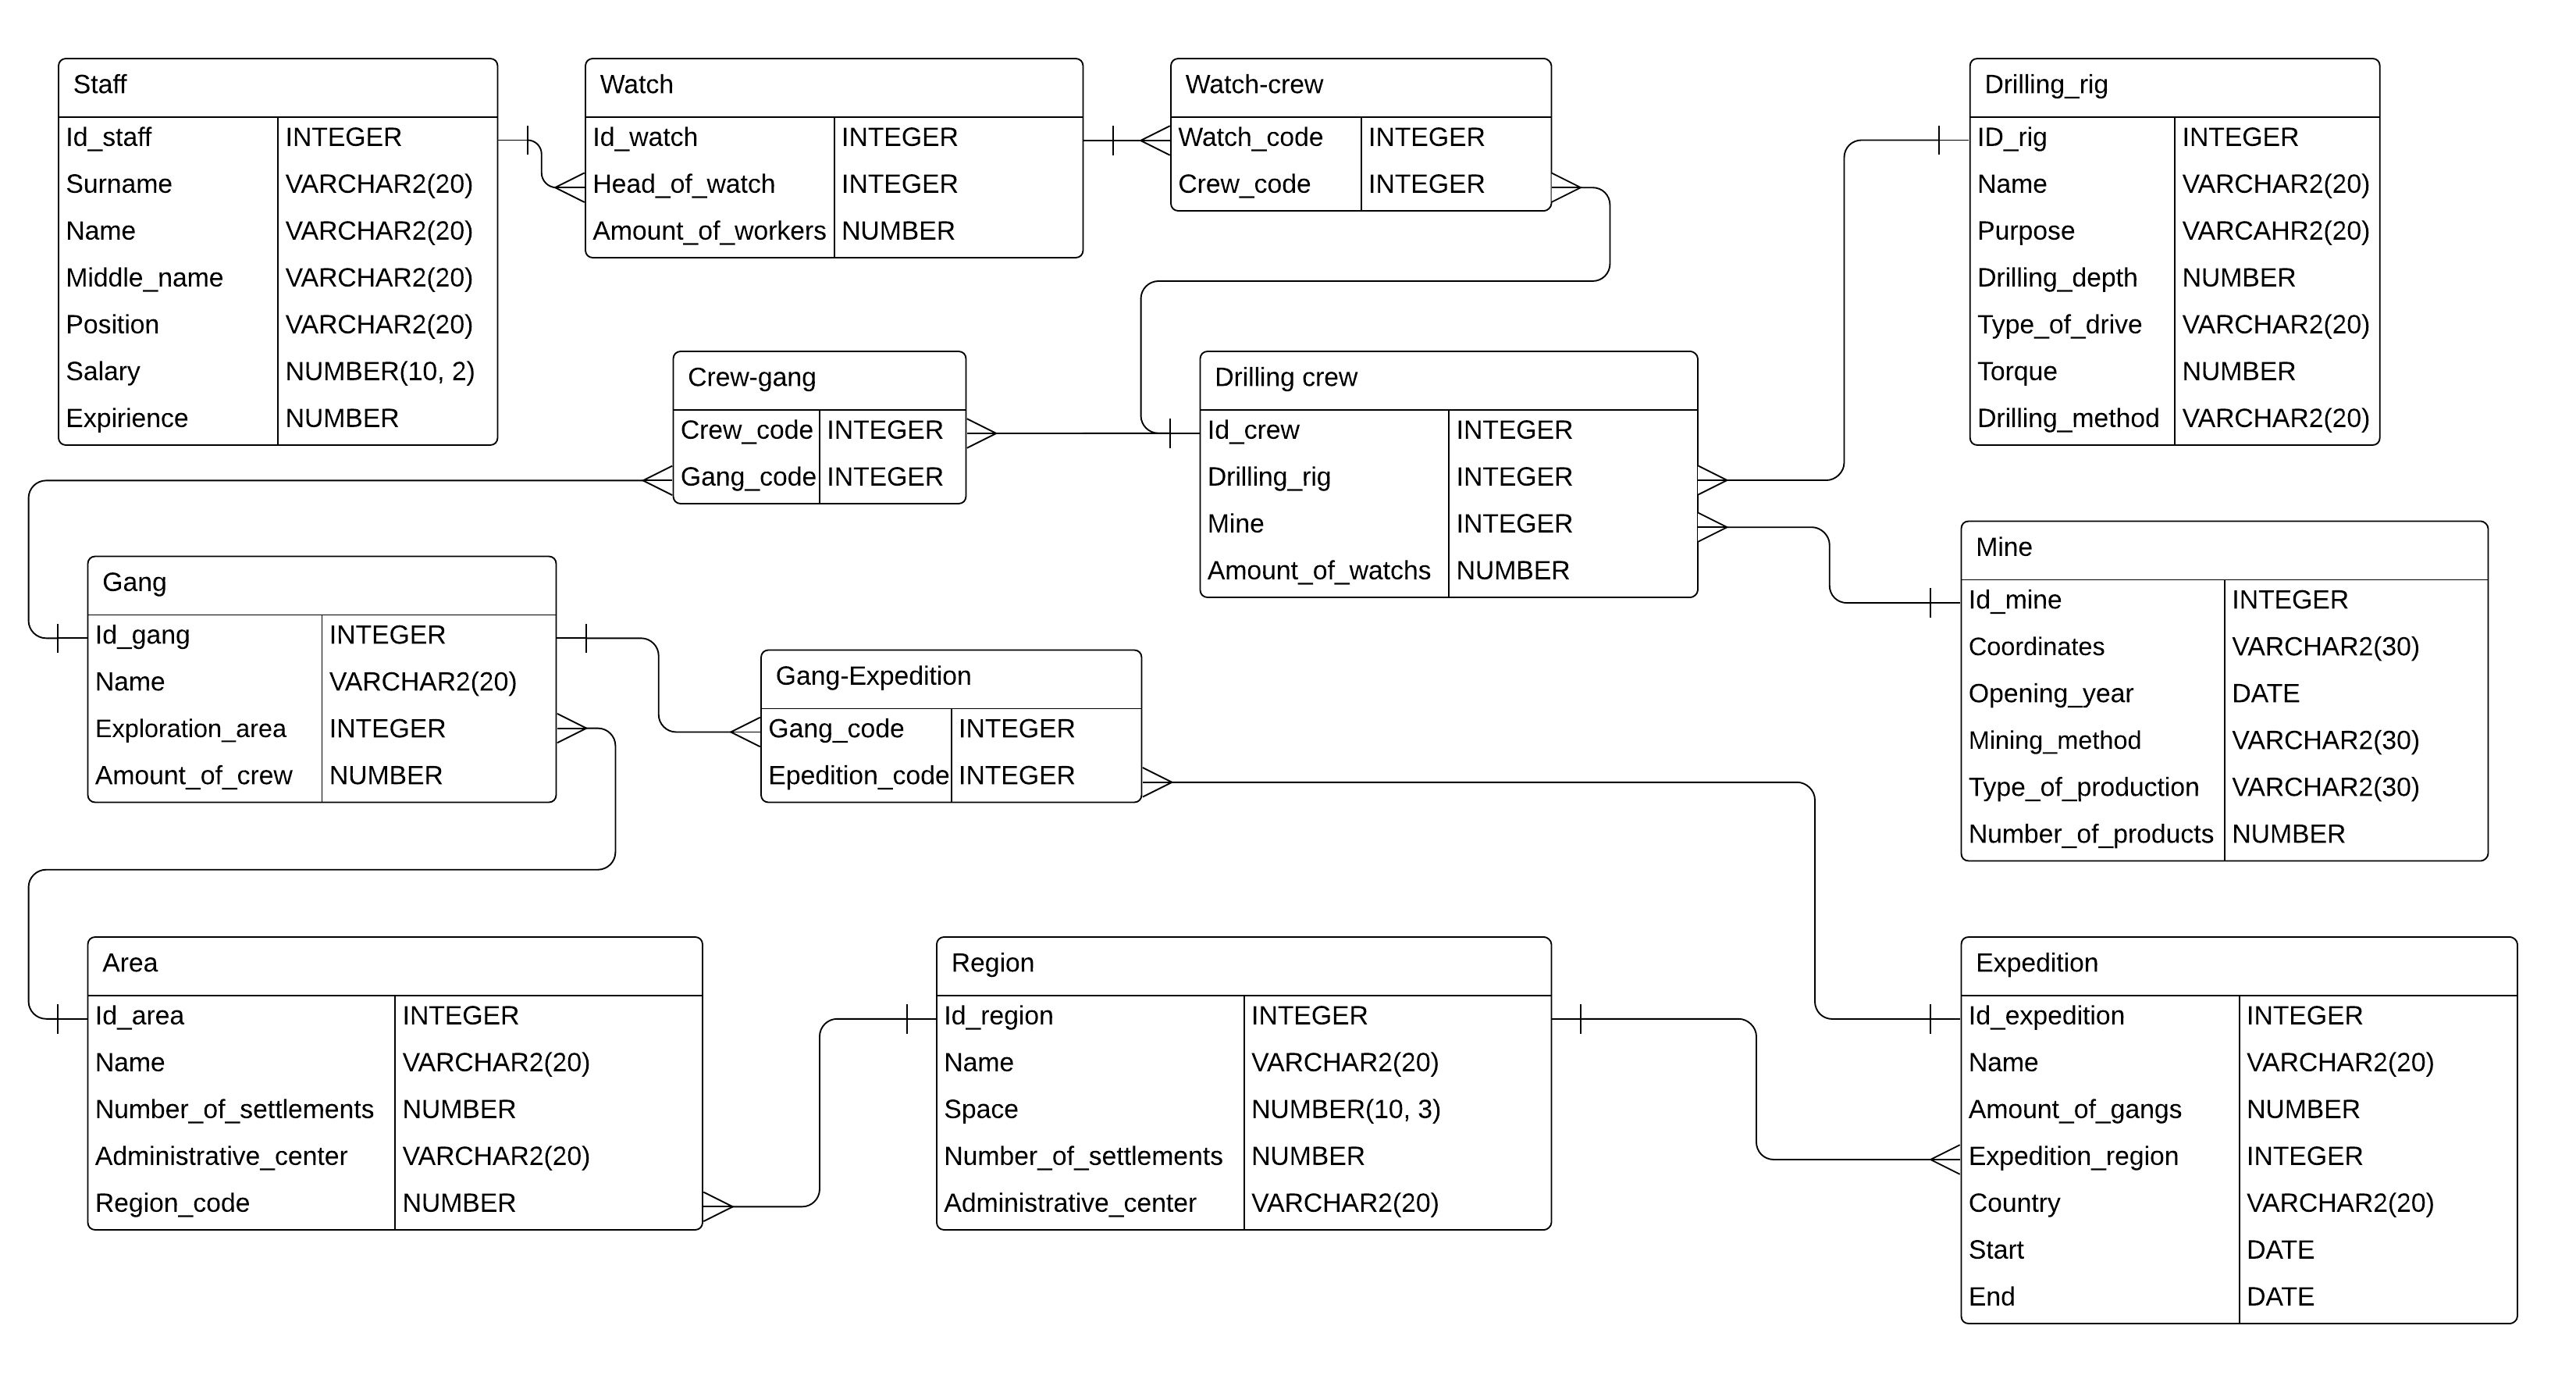 Staff
Id_staff INTEGER
Surname VARCHAR2(20)
Name VARCHAR2(20)
Middle_name VARCHAR2(20)
Position VARCHAR2(20)
Salary NUMBER(10, 2)
Expirience NUMBER
Watch
Id_watch INTEGER
Head_of_watch INTEGER
Amount_of_workers NUMBER
Watch-crew
Watch_code INTEGER
Crew_code INTEGER
Drilling_rig
ID_rig INTEGER
Name VARCHAR2(20)
Purpose VARCAHR2(20)
Drilling_depth NUMBER
Type_of_drive VARCHAR2(20)
Torque NUMBER
Drilling_method VARCHAR2(20)
Crew-gang
Crew_code INTEGER
Gang_code INTEGER
Drilling crew
Id_crew INTEGER
Drilling_rig INTEGER
Mine INTEGER
Amount_of_watchs NUMBER
Mine
Id_mine INTEGER
Coordinates VARCHAR2(30)
Opening_year DATE
Mining_method VARCHAR2(30)
Type_of_production VARCHAR2(30)
Number_of_products NUMBER
Gang
Id_gang INTEGER
Name VARCHAR2(20)
Exploration_area INTEGER
Amount_of_crew NUMBER
Gang-Expedition
Gang_code INTEGER
Epedition_code INTEGER
Area
Id_area INTEGER
Name VARCHAR2(20)
Number_of_settlements NUMBER
Administrative_center VARCHAR2(20)
Region_code NUMBER
Region
Id_region INTEGER
Name VARCHAR2(20)
Space NUMBER(10, 3)
Number_of_settlements NUMBER
Administrative_center VARCHAR2(20)
Expedition
Id_expedition INTEGER
Name VARCHAR2(20)
Amount_of_gangs NUMBER
Expedition_region INTEGER
Country VARCHAR2(20)
Start DATE
End DATE